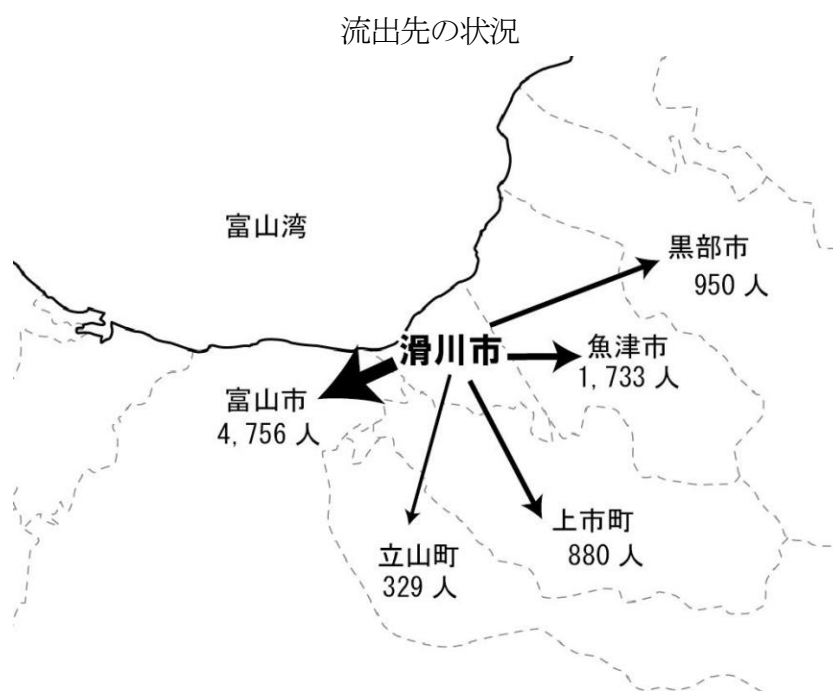 流出先の状況
富山湾
黒部市
950 人
滑川市
魚津市
1,733 人
富山市
4,756 人
上市町
880 人
立山町
329 人